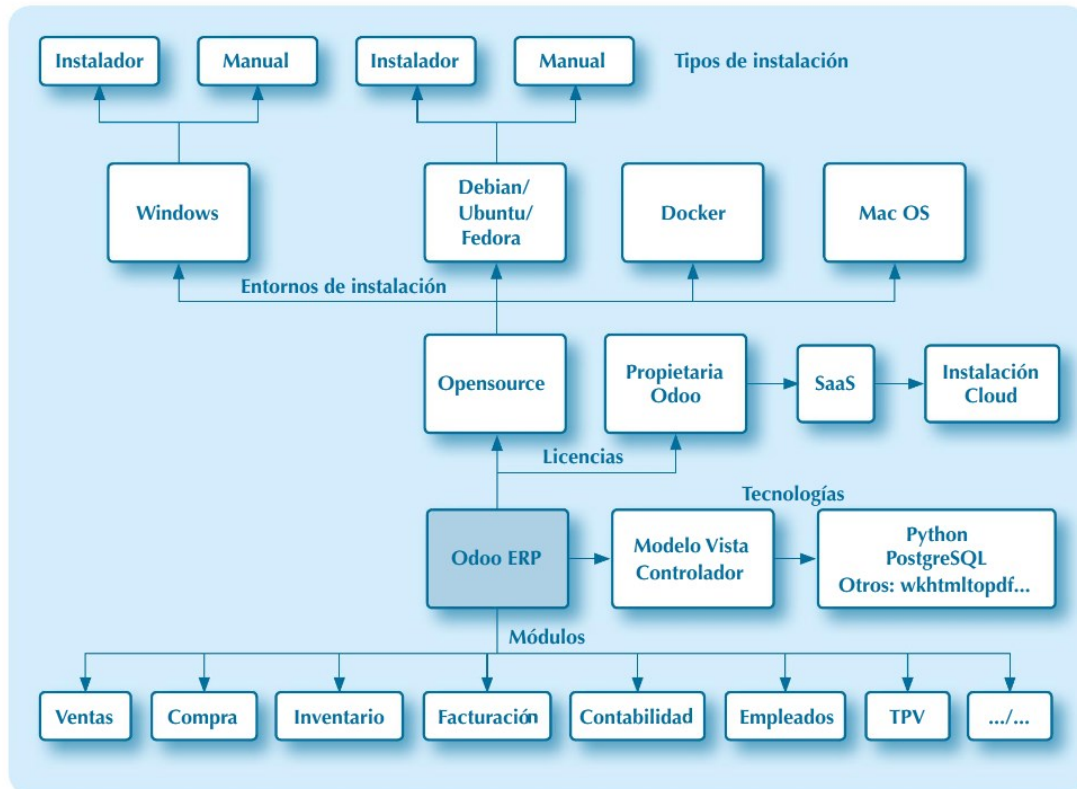 Instalador
Manual
Instalador
Manual
Tipos de instalación
Windows
Debian/
Ubuntu/
Fedora
Docker
Mac OS
Entornos de instalación
Opensource
Propietaria
Odoo
SaaS
Instalación
Cloud
Licencias
Tecnologías
Odoo ERP
Modelo Vista
Controlador
Python
PostgreSQL
Otros: wkhtmltopdf...
Módulos
Ventas
Compra
Inventario
Facturación
Contabilidad
Empleados
TPV
.../...